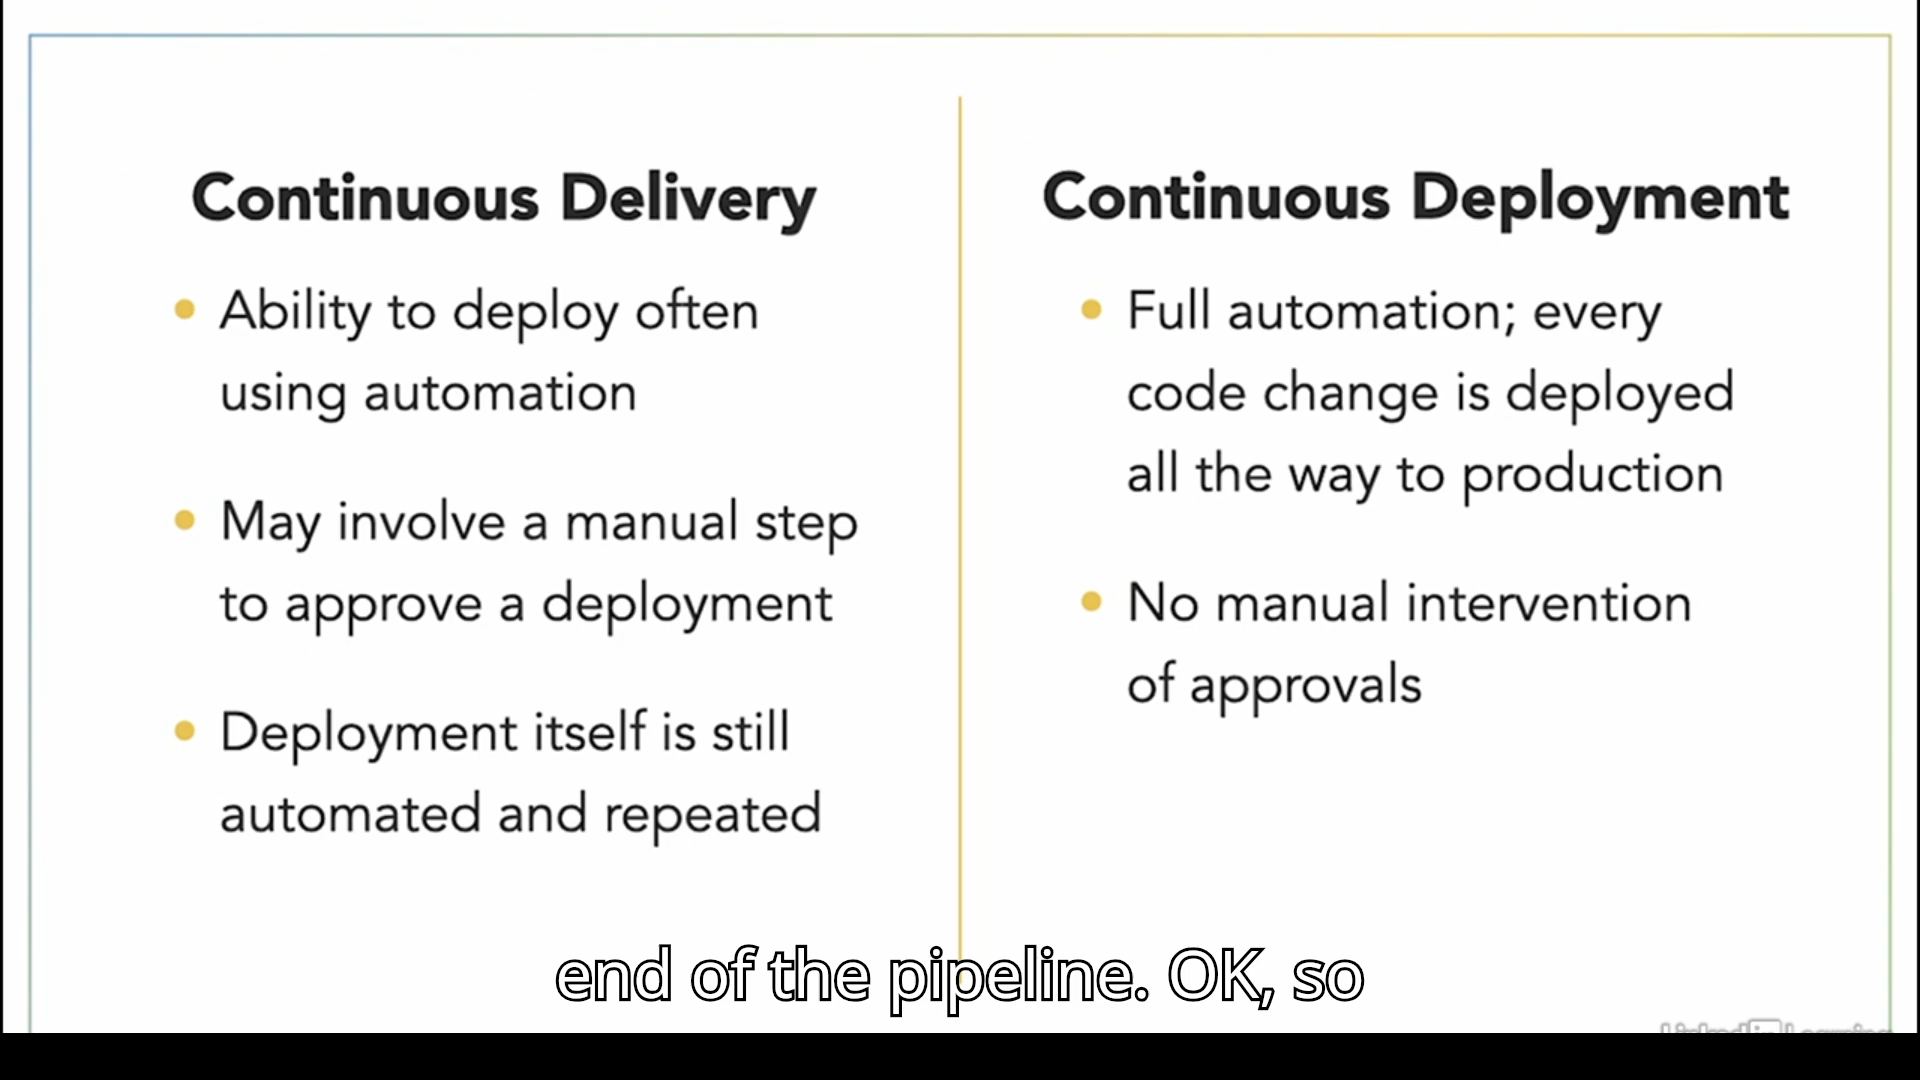 Continuous Delivery
Ability to deploy often
using automation
May involve a manual step
to approve a deployment
Deployment itself is still
automated and repeated
Continuous Deployment
Full automation; every
code change is deployed
all the way to production
No manual intervention
of approvals
end of the pipeline. OK, so
LinkedIn Learning